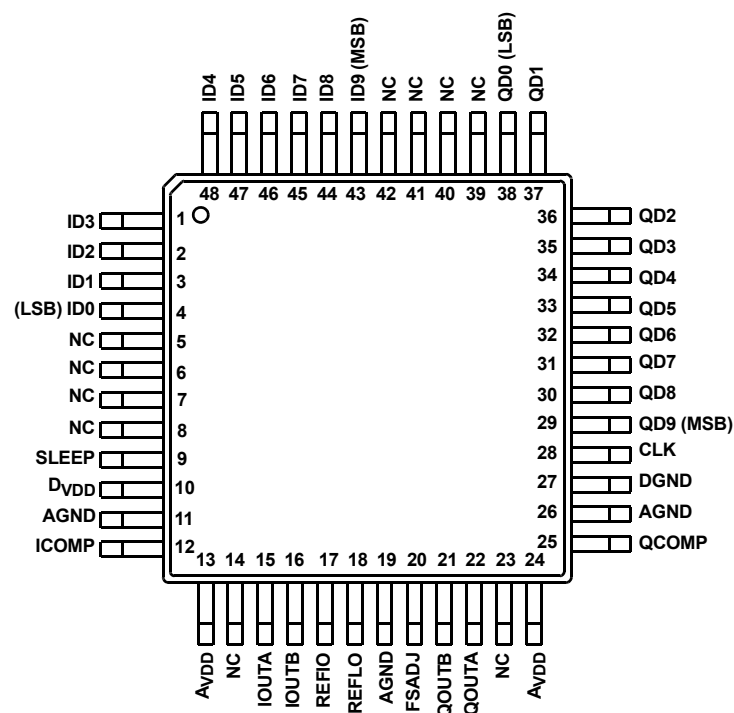 ID4
ID5
ID6
ID7
ID8
ID9 (MSB)
NC
NC
NC
NC
QD0 (LSB)
QD1
48
47
46
45
44
43
42
41
40
39
38
37
ID3
1
36
QD2
ID2
2
35
QD3
ID1
3
34
QD4
(LSB) ID0
4
33
QD5
NC
5
32
QD6
NC
6
31
QD7
NC
7
30
QD8
NC
8
29
QD9 (MSB)
SLEEP
9
28
CLK
DVDD
10
27
DGND
AGND
11
26
AGND
ICOMP
12
25
QCOMP
13
14
15
16
17
18
19
20
21
22
23
24
AVDD
NC
IOUTA
IOUTB
REFIO
REFLO
AGND
FSADJ
QOUTB
QOUTA
NC
AVDD